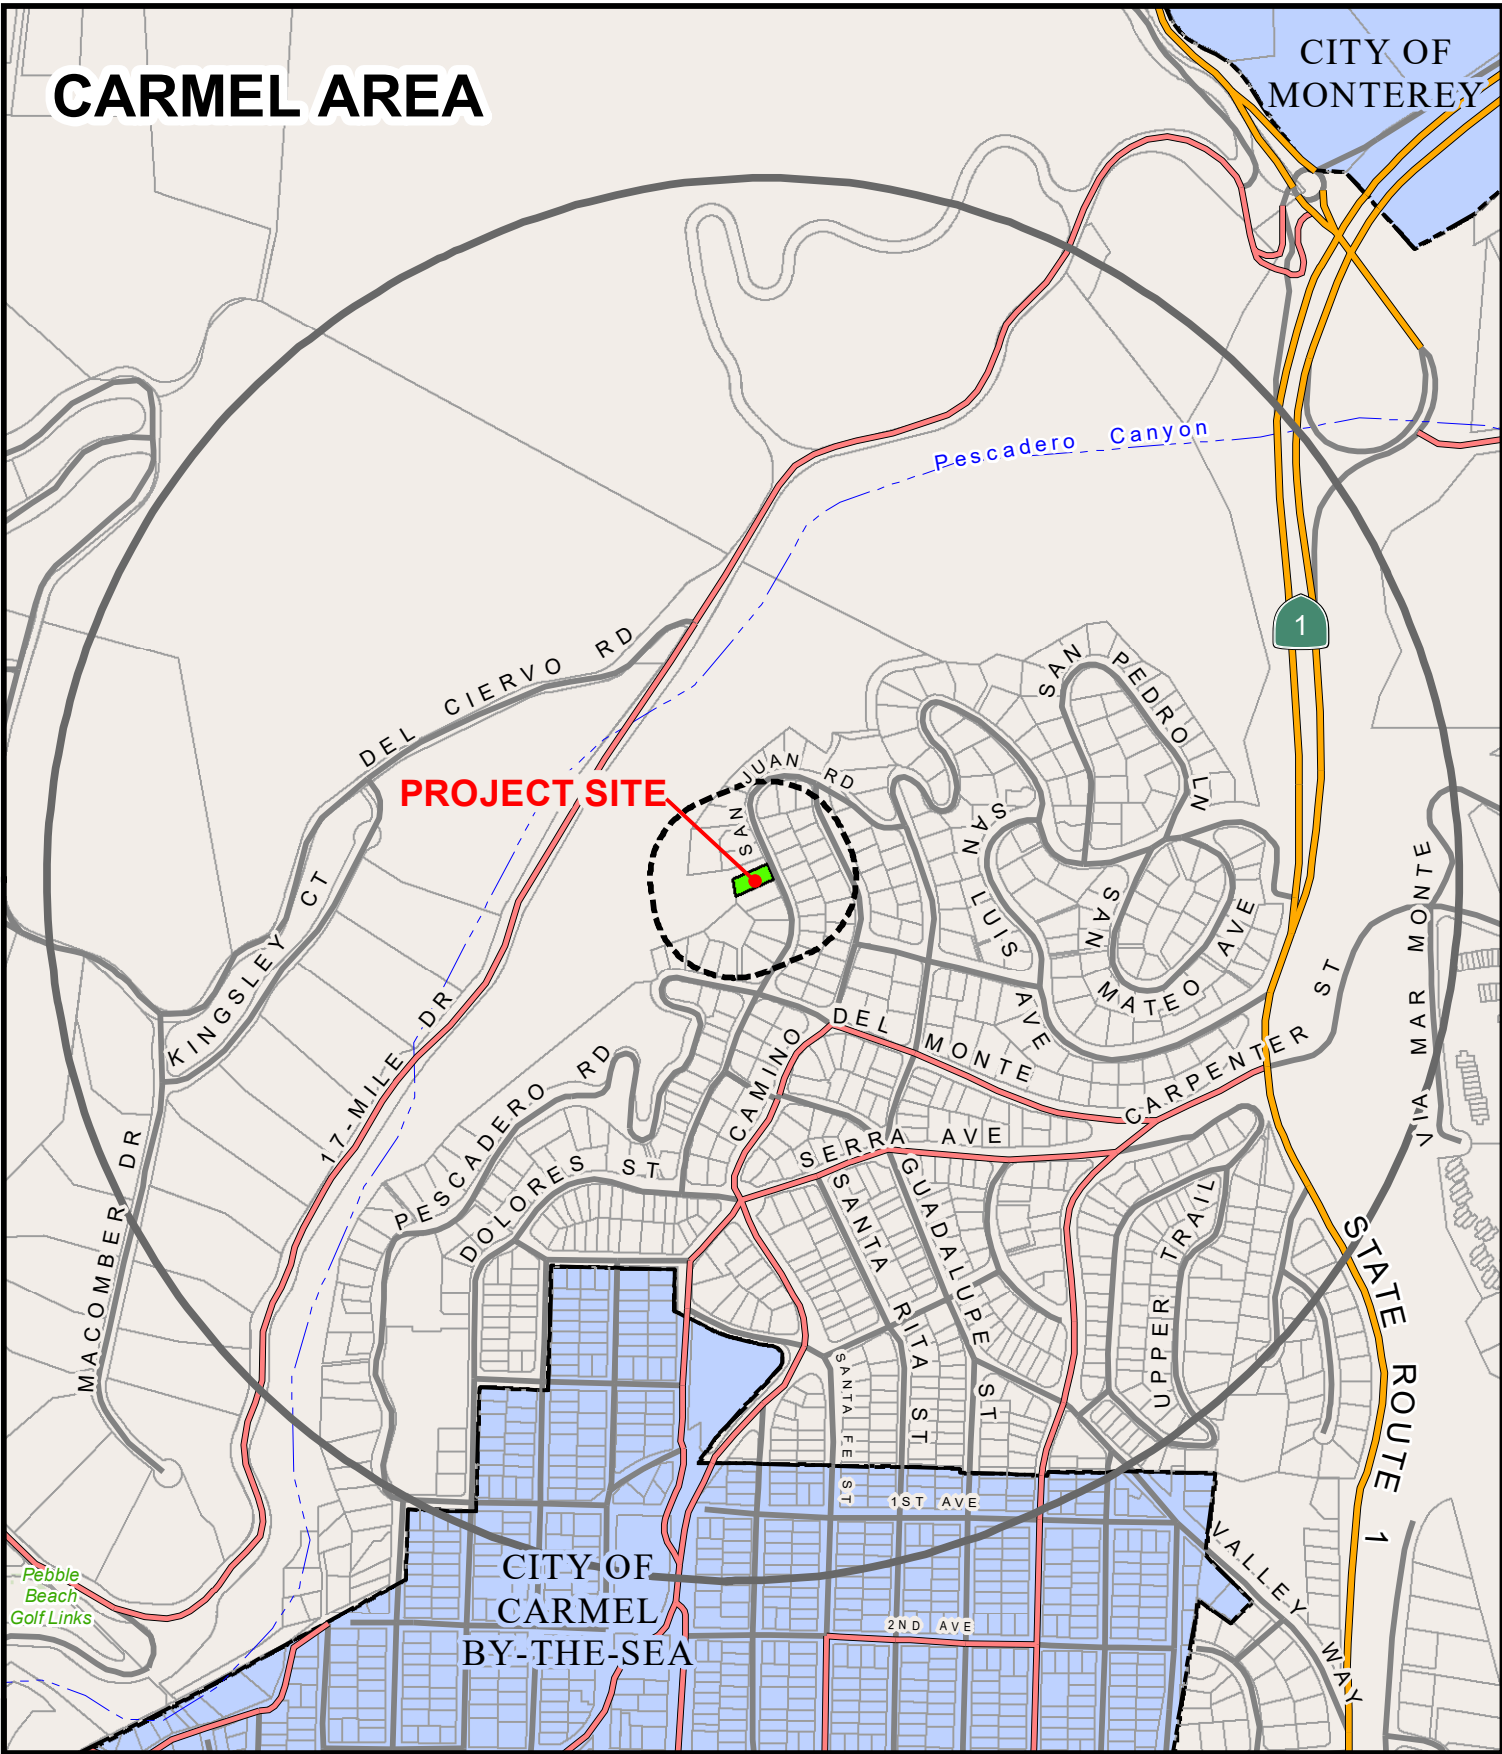 CARMEL AREA
CITY OF
MONTEREY
Pescadero Canyon
1
DEL CIERVO RD
SAN PEDRO LN
PROJECT SITE
SAN JUAN RD
SAN LUIS AVE
SAN MATEO AVE
KINGSLEY CT
17-MILE DR
CAMINO DEL MONTE
CARPENTER ST
VIA MAR MONTE
PESCADERO RD
SERRA AVE
DOLORES ST
MACOMBER DR
SANTA RITA ST
GUADALUPE ST
UPPER TRAIL
STATE ROUTE 1
SANTA FE ST
1ST AVE
VALLEY WAY
Pebble
Beach
Golf Links
CITY OF
CARMEL
BY-THE-SEA
2ND AVE